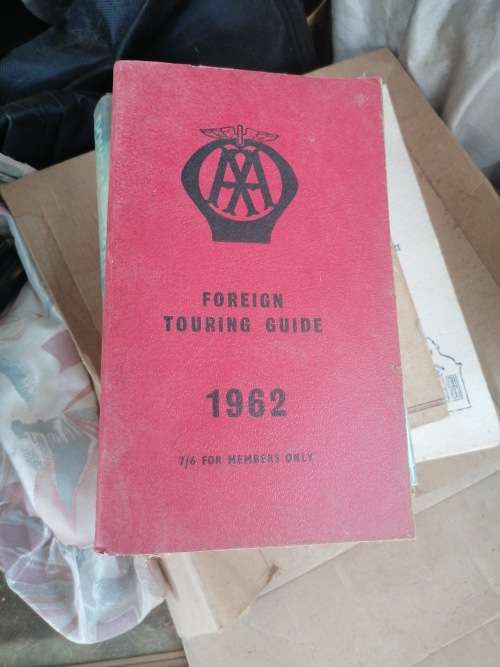 AA
FOREIGN
TOURING GUIDE
1962
7/6 FOR MEMBERS ONLY